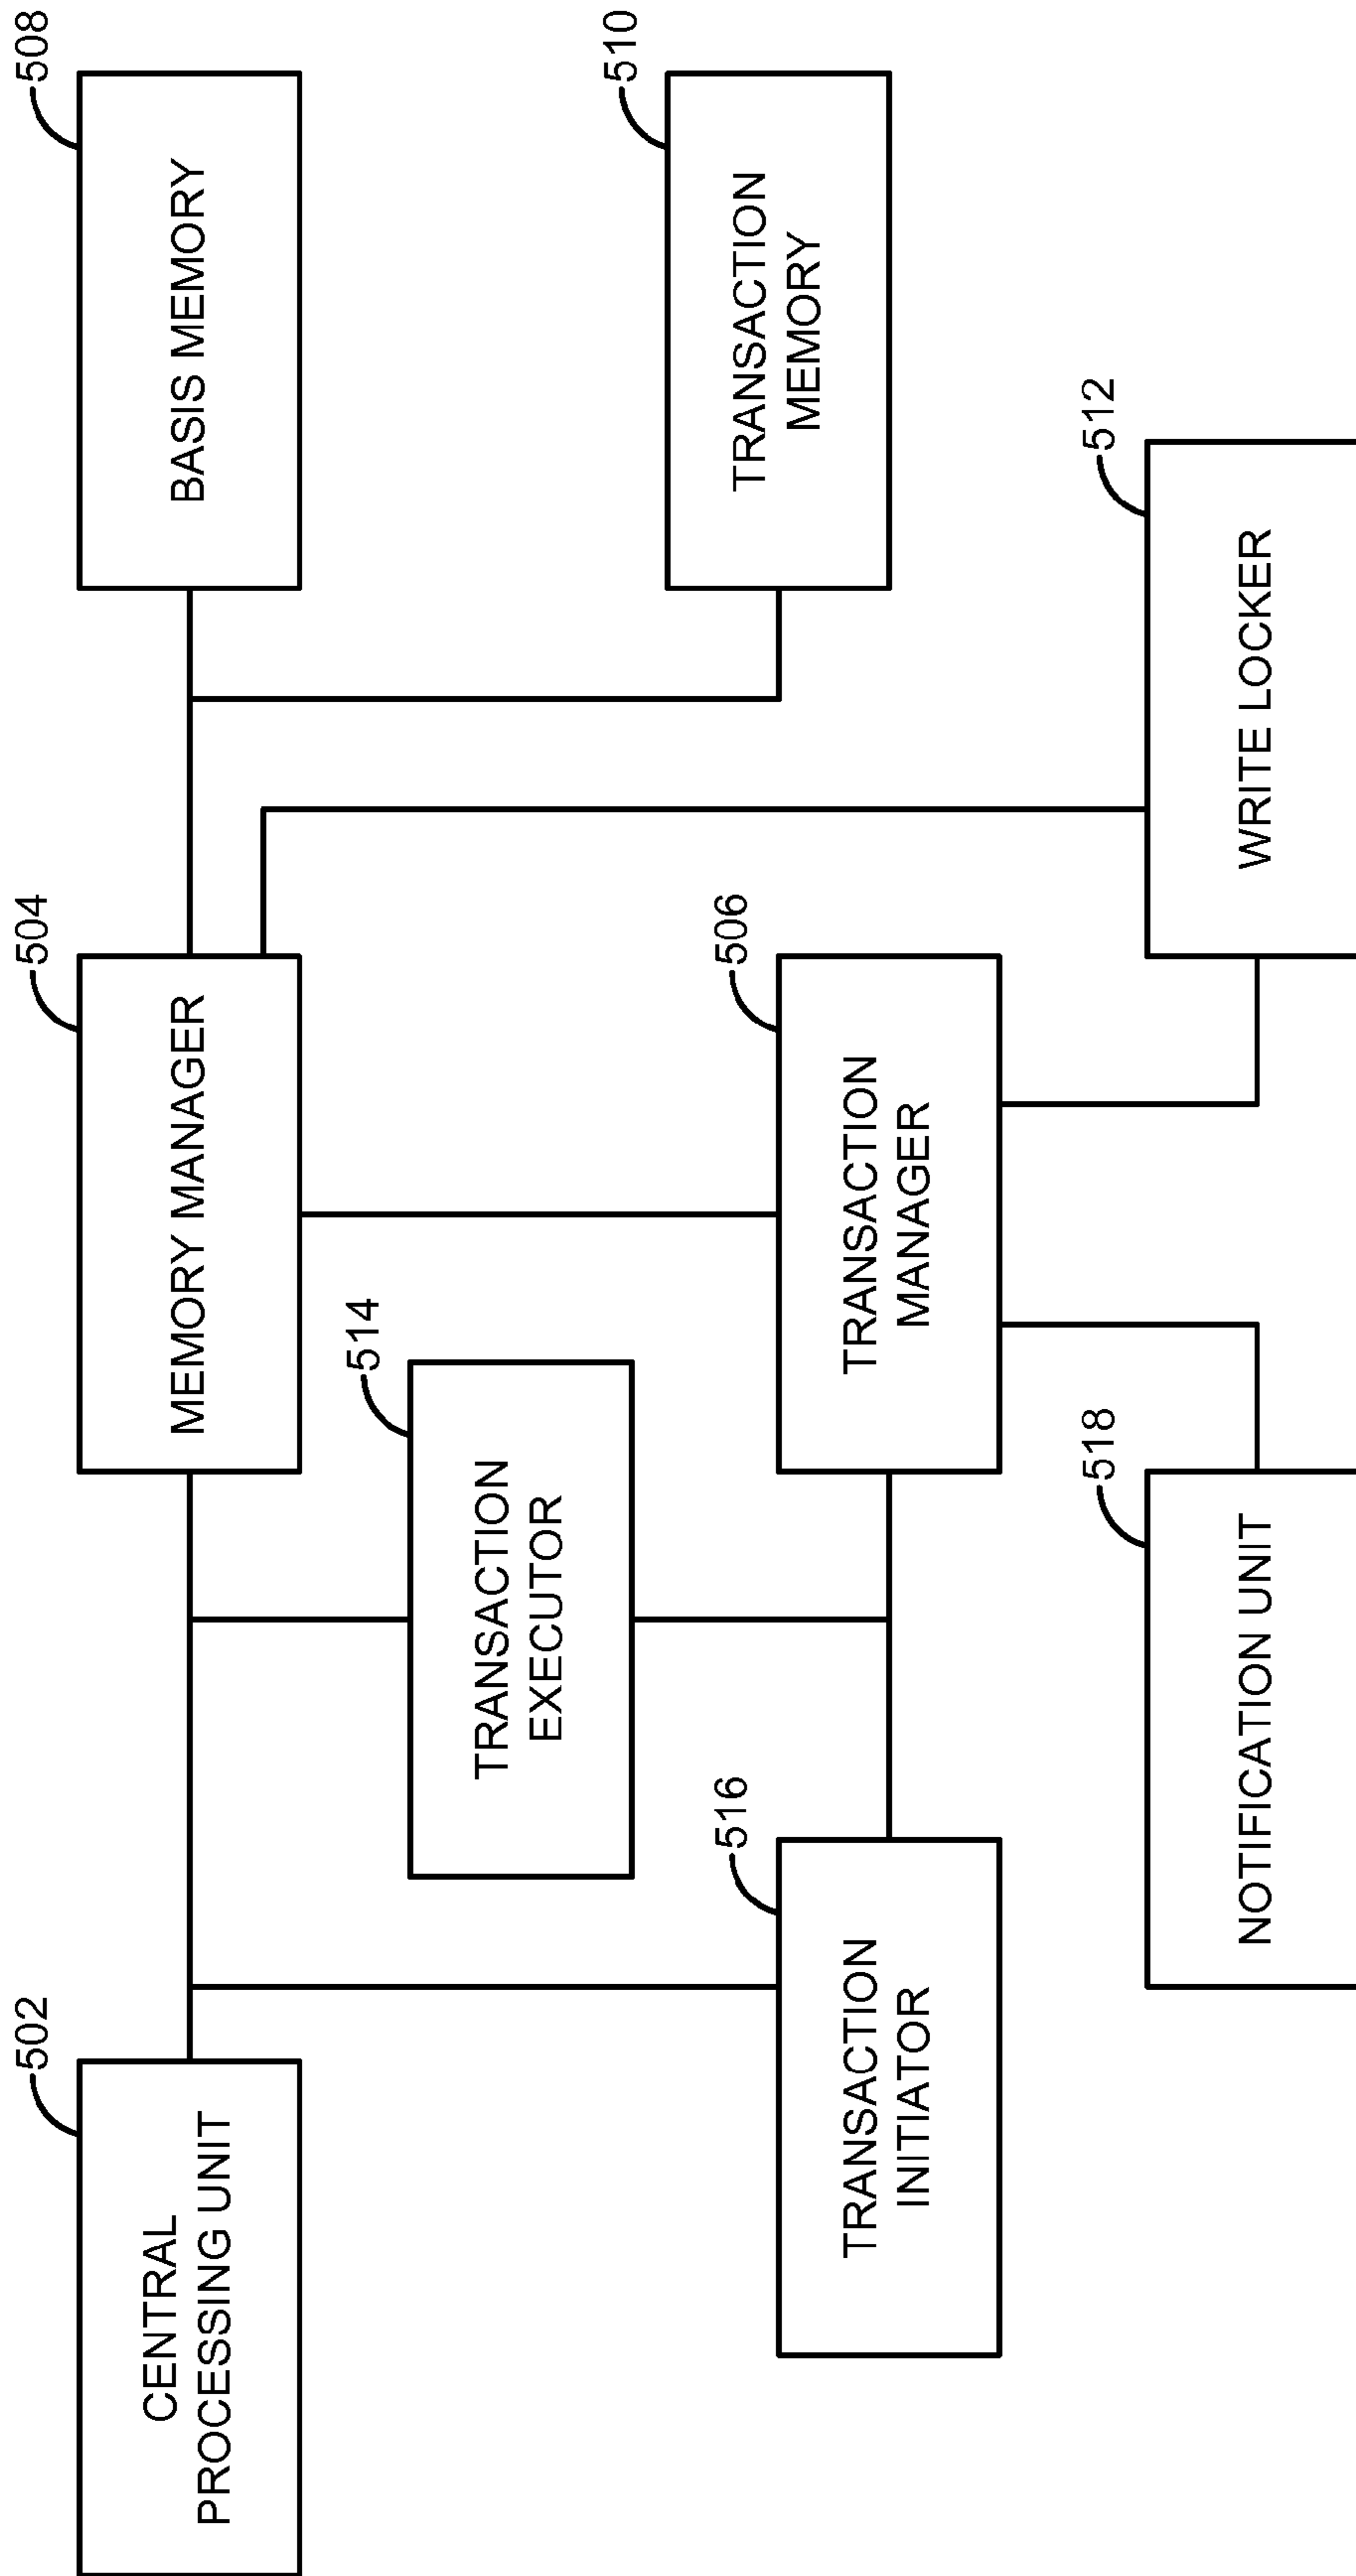 502
CENTRAL
PROCESSING UNIT
504
MEMORY MANAGER
508
BASIS MEMORY
514
TRANSACTION
EXECUTOR
510
TRANSACTION
MEMORY
516
TRANSACTION
INITIATOR
506
TRANSACTION
MANAGER
518
NOTIFICATION UNIT
512
WRITE LOCKER